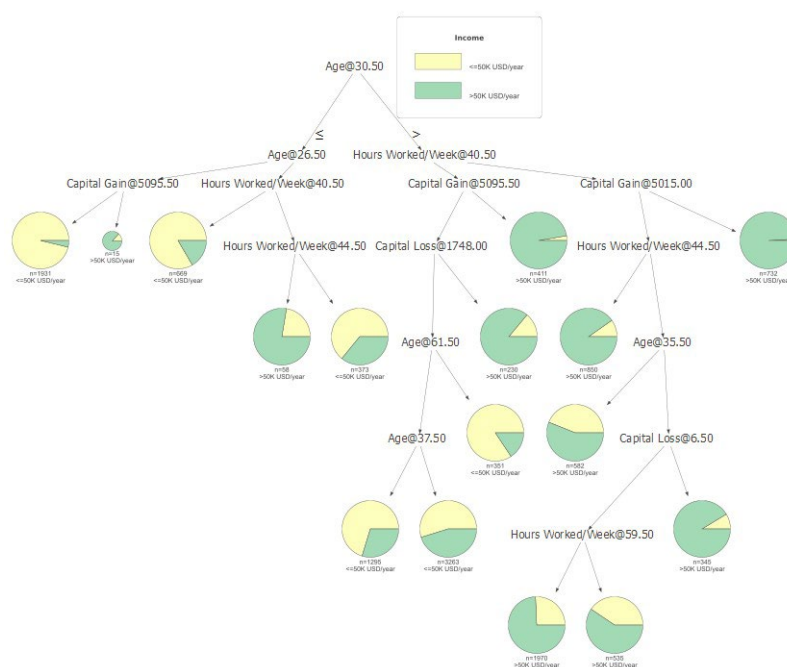 Income
<=50K USD/year
>50K USD/year
Age@30.50
≤
>
Age@26.50
Hours Worked/Week@40.50
Capital Gain@5095.50
Hours Worked/Week@40.50
Capital Gain@5095.50
Capital Gain@5015.00
n=1931
<=50K USD/year
n=15
>50K USD/year
n=669
<=50K USD/year
Hours Worked/Week@44.50
Capital Loss@1748.00
n=411
>50K USD/year
Hours Worked/Week@44.50
n=732
>50K USD/year
n=58
>50K USD/year
n=373
<=50K USD/year
Age@61.50
n=230
>50K USD/year
n=850
>50K USD/year
Age@35.50
Age@37.50
n=351
<=50K USD/year
n=582
>50K USD/year
Capital Loss@6.50
n=1295
<=50K USD/year
n=3263
<=50K USD/year
Hours Worked/Week@59.50
n=345
>50K USD/year
n=1970
>50K USD/year
n=535
>50K USD/year